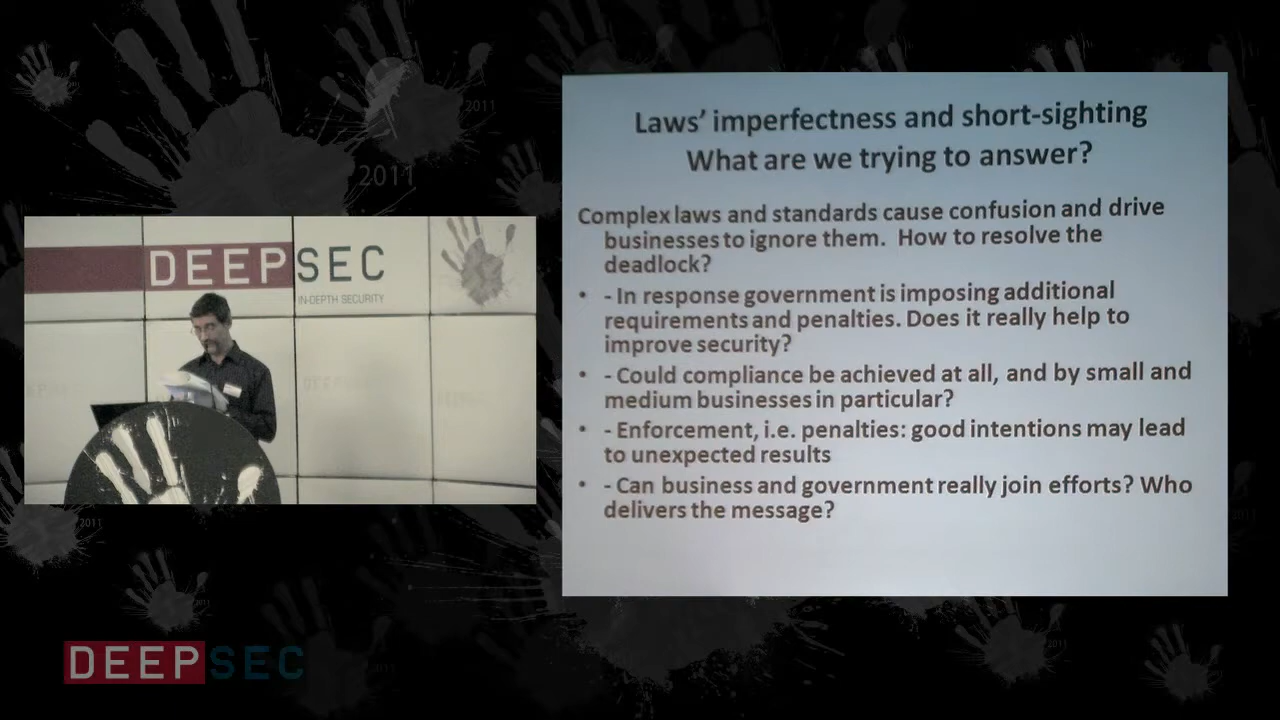 2011
2011
DEEPSEC
IN-DEPTH SECURITY
Laws' imperfectness and short-sighting
What are we trying to answer?
Complex laws and standards cause confusion and drive
businesses to ignore them. How to resolve the
deadlock?
• - In response government is imposing additional
requirements and penalties. Does it really help to
improve security?
• - Could compliance be achieved at all, and by small and
medium businesses in particular?
• - Enforcement, i.e. penalties: good intentions may lead
to unexpected results
• - Can business and government really join efforts? Who
delivers the message?
2011
2011
2011
DEEPSEC